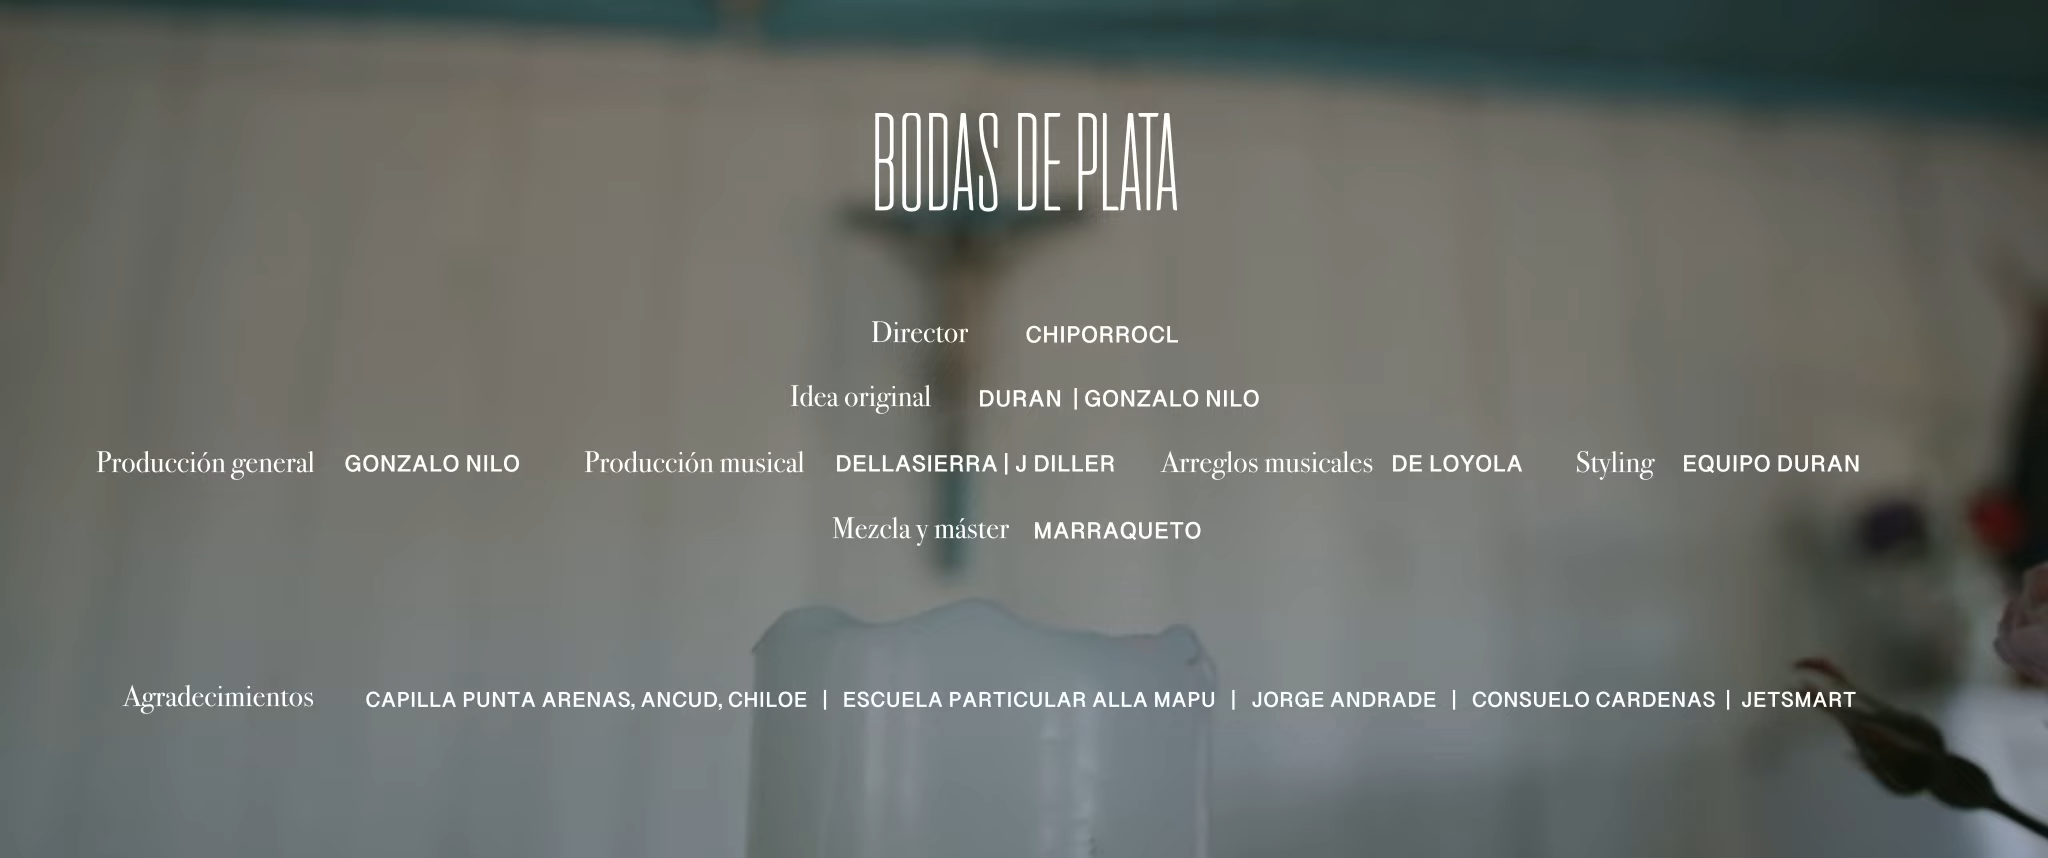 BODAS DE PLATA
Director CHIPORROCL
Idea original DURAN | GONZALO NILO
Producción general GONZALO NILO Producción musical DELLASIERRA | J DILLER Arreglos musicales DE LOYOLA Styling EQUIPO DURAN
Mezcla y máster MARRAQUETO
Agradecimientos CAPILLA PUNTA ARENAS, ANCUD, CHILOE | ESCUELA PARTICULAR ALLA MAPU | JORGE ANDRADE | CONSUELO CARDENAS | JETSMART